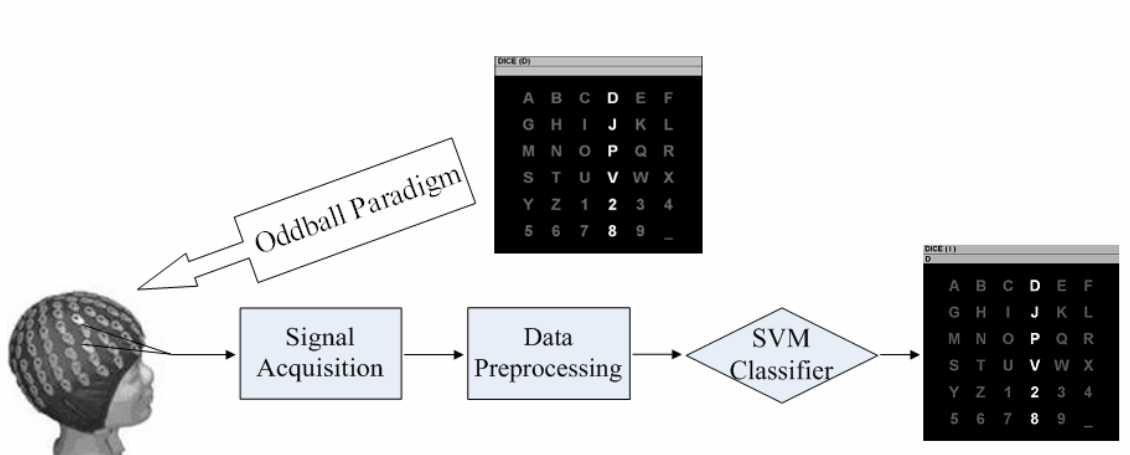 DICE (D)
A B C D E F
G H I J K L
M N O P Q R
S T U V W X
Y Z 1 2 3 4
5 6 7 8 9 _
Oddball Paradigm
Signal
Acquisition
Data
Preprocessing
SVM
Classifier
DICE ( I )
D
A B C D E F
G H I J K L
M N O P Q R
S T U V W X
Y Z 1 2 3 4
5 6 7 8 9 _